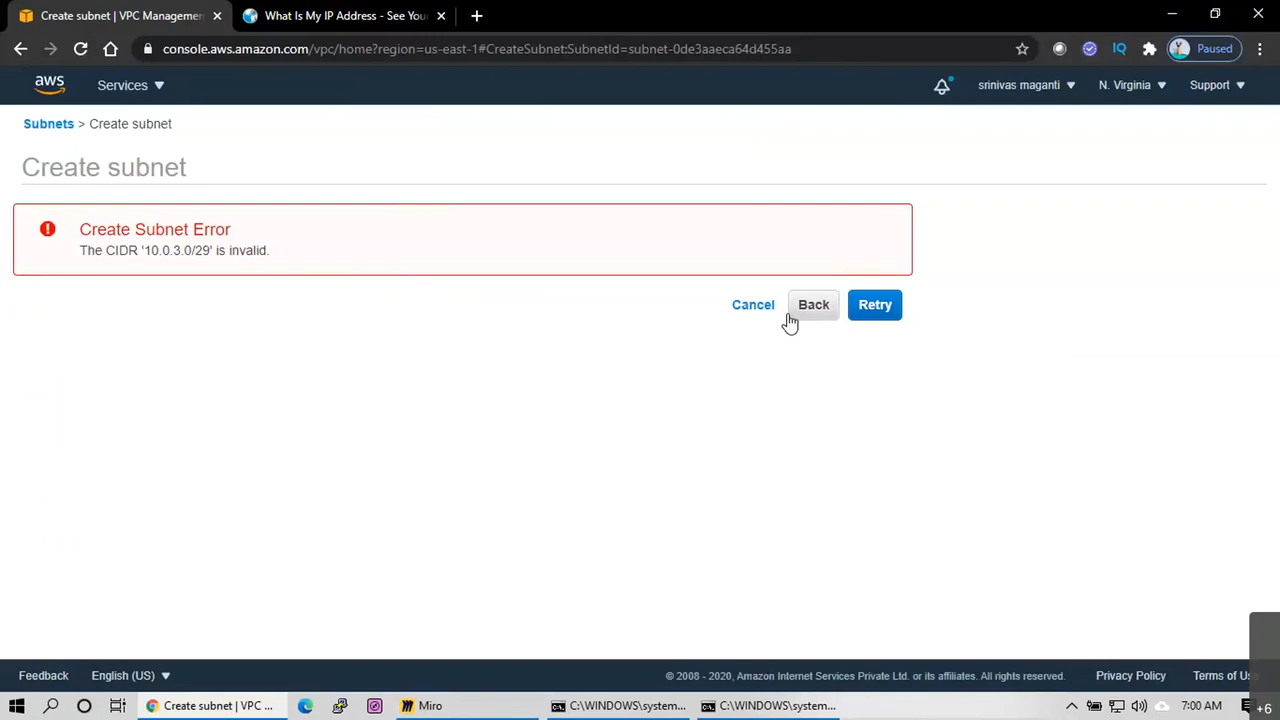 Create subnet | VPC Managemen
What Is My IP Address - See You
console.aws.amazon.com/vpc/home?region=us-east-1#CreateSubnet:SubnetId=subnet-0de3aaeca64d455aa
IQ
Paused
aws
Services
srinivas maganti
N. Virginia
Support
Subnets > Create subnet
Create subnet
Create Subnet Error
The CIDR '10.0.3.0/29' is invalid.
Cancel
Back
Retry
Feedback
English (US)
© 2008 - 2020, Amazon Internet Services Private Ltd. or its affiliates. All rights reserved.
Privacy Policy
Terms of Us
Create subnet | VPC ...
Miro
C:\WINDOWS\system...
C:\WINDOWS\system...
7:00 AM
+6